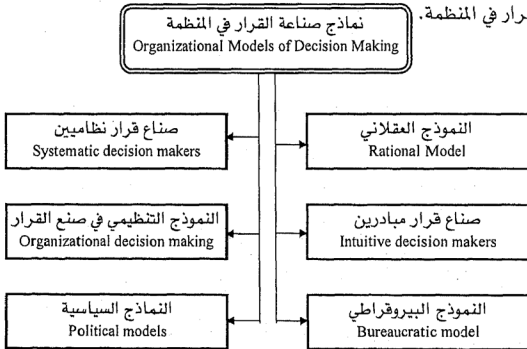 رار في المنظمة.
نماذج صناعة القرار في المنظمة
Organizational Models of Decision Making
النموذج العقلاني
Rational Model
صناع قرار نظاميين
Systematic decision makers
صناع قرار مبادرين
Intuitive decision makers
النموذج التنظيمي في صنع القرار
Organizational decision making
النموذج البيروقراطي
Bureaucratic model
النماذج السياسية
Political models